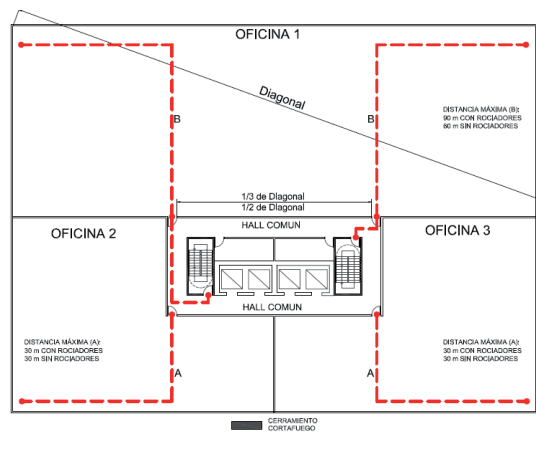 OFICINA 1
Diagonal
B
B
DISTANCIA MÁXIMA (B):
90 m CON ROCIADORES
60 m SIN ROCIADORES
1/3 de DIagonal
1/2 de Diagonal
HALL COMUN
OFICINA 2
OFICINA 3
HALL COMUN
DISTANCIA MÁXIMA (A):
30 m CON ROCIADORES
30 m SIN ROCIADORES
A
A
DISTANCIA MÁXIMA (A):
30 m CON ROCIADORES
30 m SIN ROCIADORES
CERRAMIENTO
CORTAFUEGO